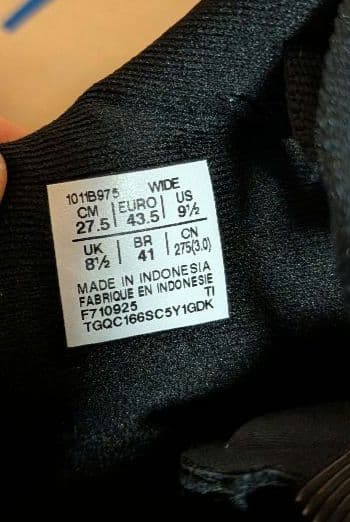 1011B975 WIDE
CM EURO US
27.5 43.5 9½
UK BR CN
8½ 41 275(3.0)
MADE IN INDONESIA
FABRIQUE EN INDONESIE
F710925 TI
TGQC166SC5Y1GDK